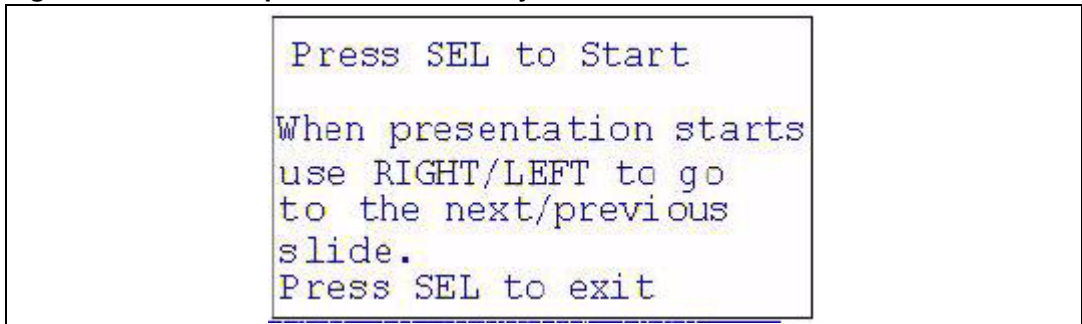 Press SEL to Start
When presentation starts
use RIGHT/LEFT to go
to the next/previous
slide.
Press SEL to exit